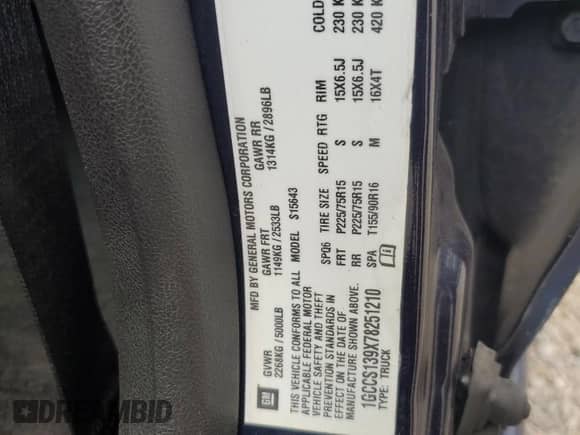 MFD BY GENERAL MOTORS CORPORATION
GVWR GAWR FRT GAWR RR
2268KG / 5000LB 1149KG / 2533LB 1314KG / 2896LB
GM
THIS VEHICLE CONFORMS TO ALL MODEL S15643
APPLICABLE FEDERAL MOTOR
VEHICLE SAFETY AND THEFT
PREVENTION STANDARDS IN
EFFECT ON THE DATE OF
MANUFACTURE SHOWN ABOVE.
1GCCS139X78251210
TYPE: TRUCK
SPO6 TIRE SIZE SPEED RTG RIM COLD
FRT P225/75R15 S 15X6.5J 230 K
RR P225/75R15 S 15X6.5J 230 K
SPA T155/90R16 M 16X4T 420 K
DREAMBID